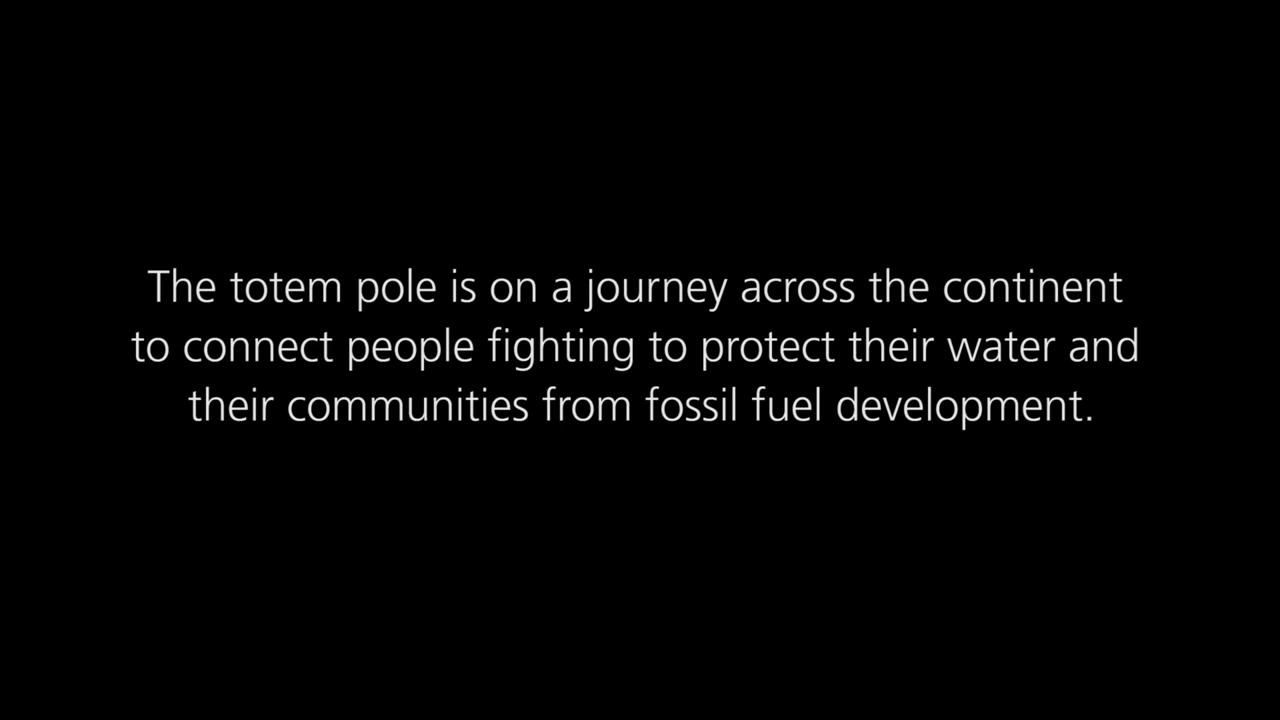 The totem pole is on a journey across the continent
to connect people fighting to protect their water and
their communities from fossil fuel development.